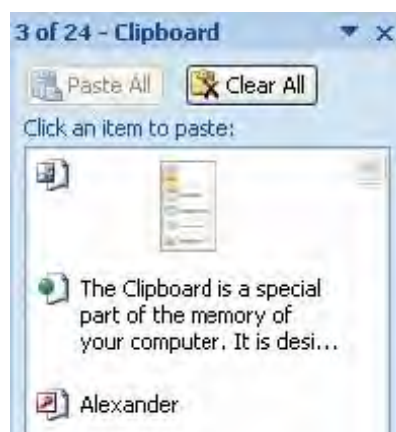 3 of 24 - Clipboard
Paste All Clear All
Click an item to paste:
The Clipboard is a special
part of the memory of
your computer. It is desi...
Alexander